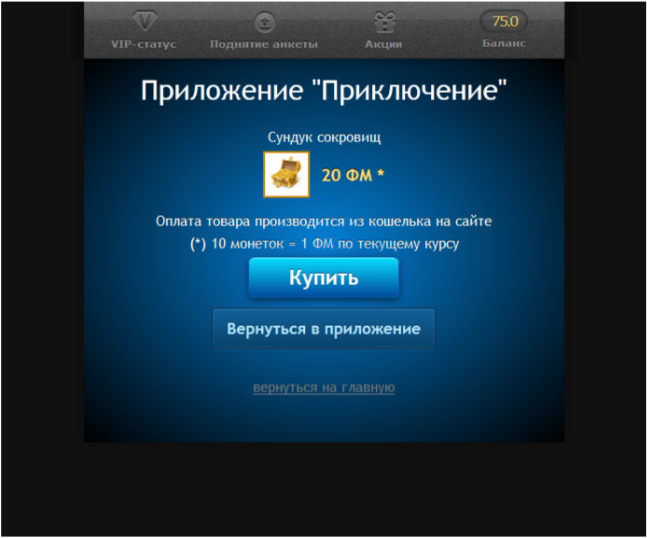 75.0
VIP-статус Поднятие анкеты Акции Баланс
Приложение "Приключение"
Сундук сокровищ
20 ФМ *
Оплата товара производится из кошелька на сайте
(*) 10 монеток = 1 ФМ по текущему курсу
Купить
Вернуться в приложение
вернуться на главную